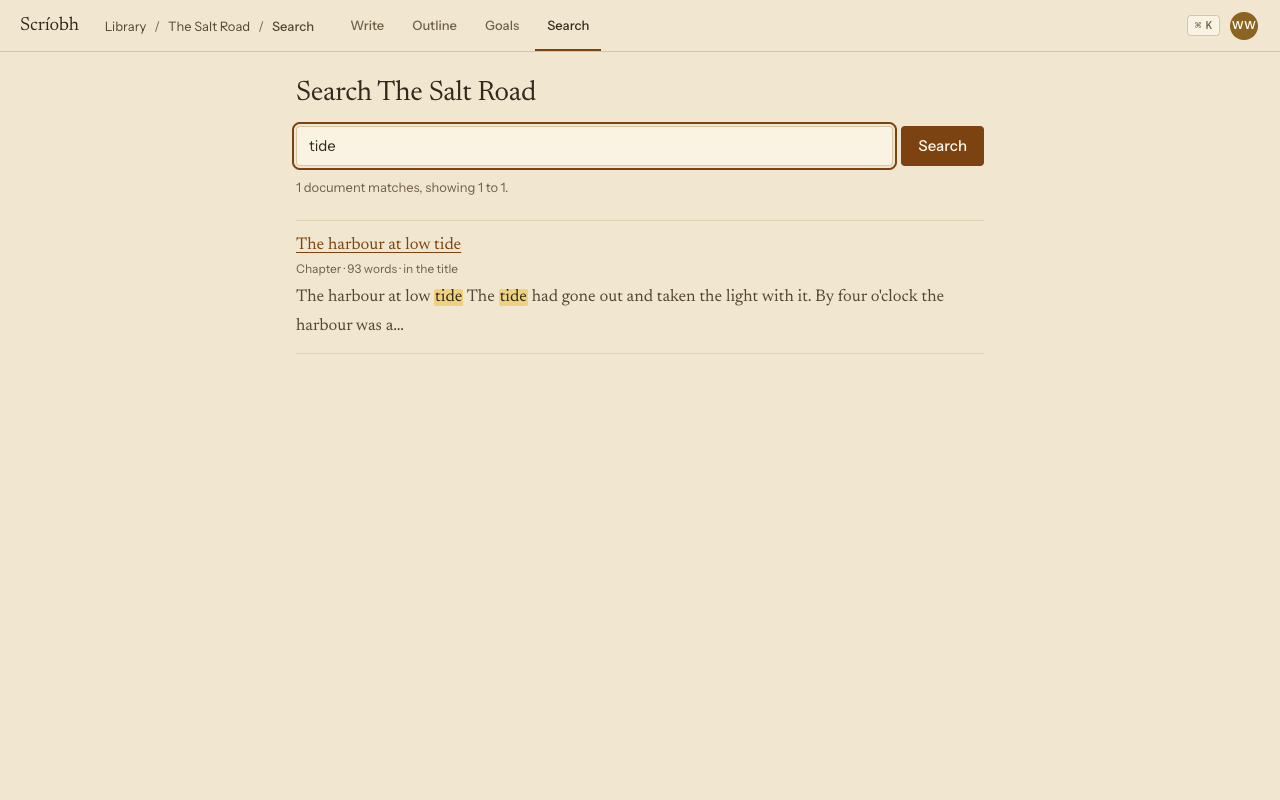 Scríobh
Library / The Salt Road / Search
Write
Outline
Goals
Search
⌘ K
WW
Search The Salt Road
tide
Search
1 document matches, showing 1 to 1.
The harbour at low tide
Chapter · 93 words · in the title
The harbour at low tide The tide had gone out and taken the light with it. By four o'clock the
harbour was a…